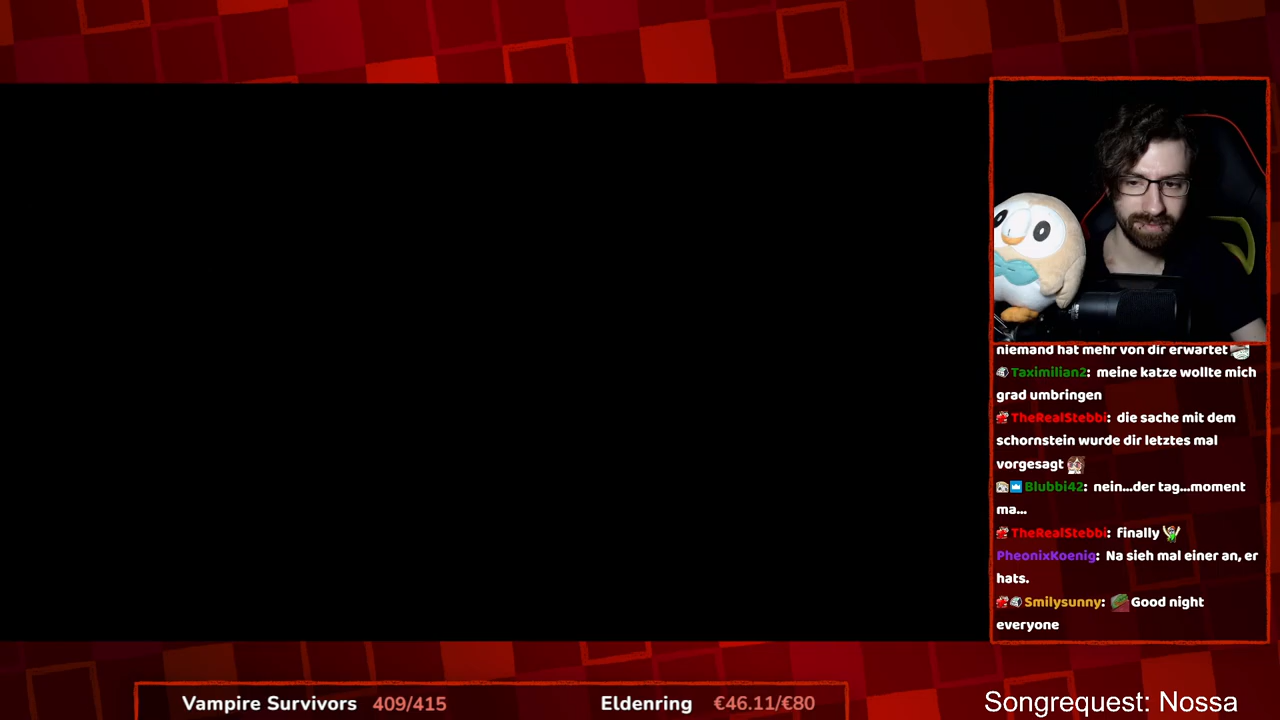 niemand hat mehr von dir erwartet
Taximilian2: meine katze wollte mich
grad umbringen
TheRealStebbi: die sache mit dem
schornstein wurde dir letztes mal
vorgesagt
Blubbi42: nein...der tag...moment
ma...
TheRealStebbi: finally
PheonixKoenig: Na sieh mal einer an, er
hats.
Smilysunny: Good night
everyone
Vampire Survivors 409/415
Eldenring €46.11/€80
Songrequest: Nossa